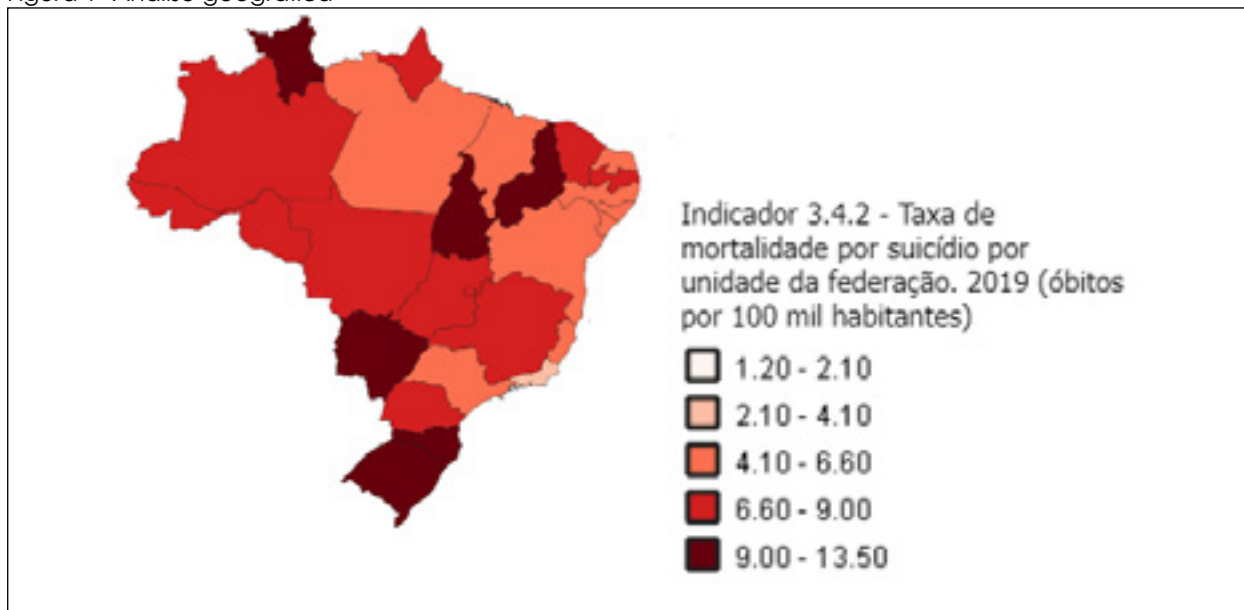 Indicador 3.4.2 - Taxa de
mortalidade por suicídio por
unidade da federação. 2019 (óbitos
por 100 mil habitantes)
1.20 - 2.10
2.10 - 4.10
4.10 - 6.60
6.60 - 9.00
9.00 - 13.50